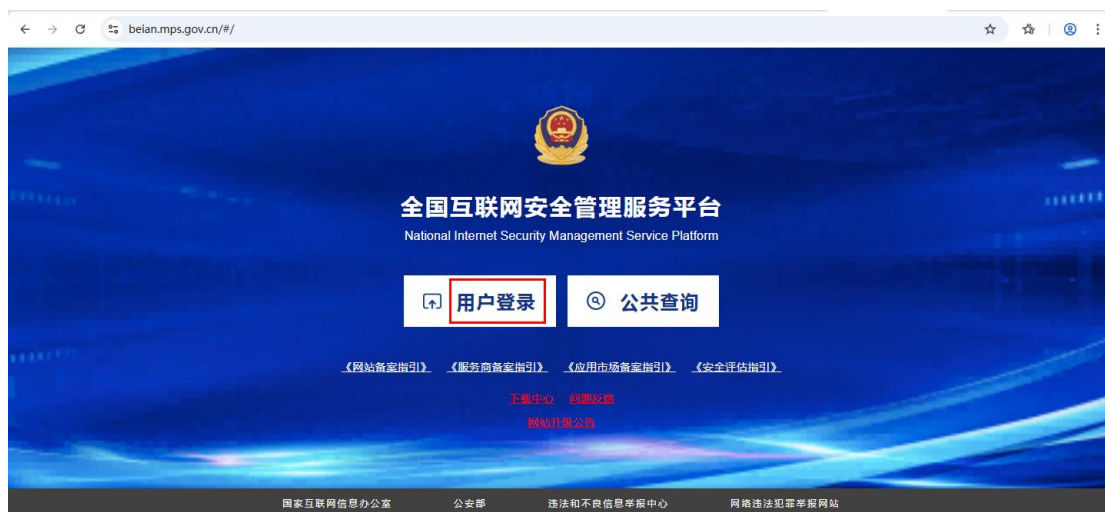 beian.mps.gov.cn/#/
全国互联网安全管理服务平台
National Internet Security Management Service Platform
用户登录 公共查询
《网站备案指引》 《服务商备案指引》 《应用市场备案指引》 《安全评估指引》
下载中心 问题反馈
网站升级公告
国家互联网信息办公室 公安部 违法和不良信息举报中心 网络违法犯罪举报网站